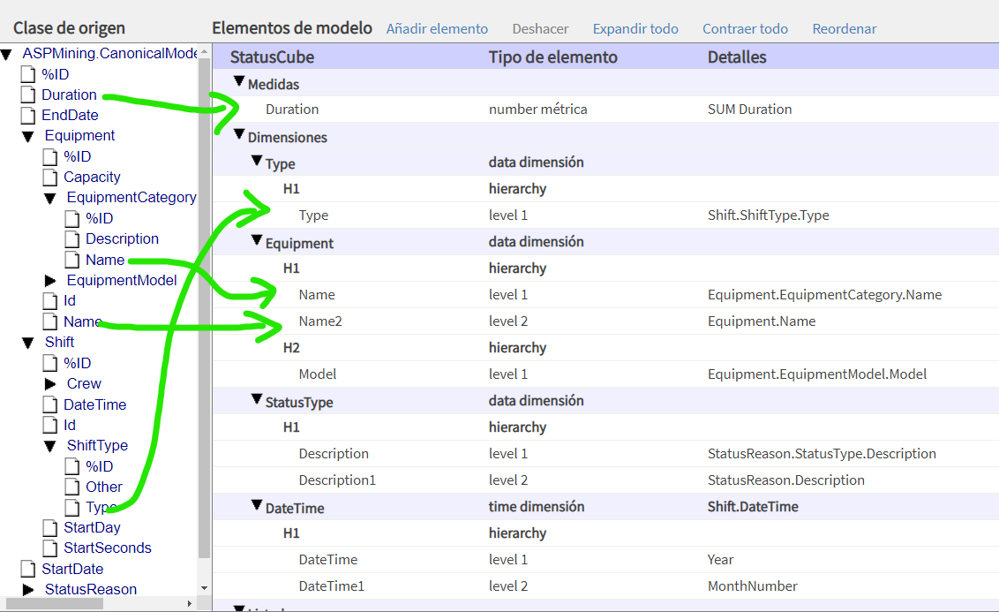 Clase de origen
ASPMining.CanonicalMode
%ID
Duration
EndDate
Equipment
%ID
Capacity
EquipmentCategory
%ID
Description
Name
EquipmentModel
Id
Name
Shift
%ID
Crew
DateTime
Id
ShiftType
%ID
Other
Type
StartDay
StartSeconds
StartDate
StatusReason
Elementos de modelo Añadir elemento Deshacer Expandir todo Contraer todo Reordenar
StatusCube Tipo de elemento Detalles
Medidas
Duration number métrica SUM Duration
Dimensiones
Type data dimensión
H1 hierarchy
Type level 1 Shift.ShiftType.Type
Equipment data dimensión
H1 hierarchy
Name level 1 Equipment.EquipmentCategory.Name
Name2 level 2 Equipment.Name
H2 hierarchy
Model level 1 Equipment.EquipmentModel.Model
StatusType data dimensión
H1 hierarchy
Description level 1 StatusReason.StatusType.Description
Description1 level 2 StatusReason.Description
DateTime time dimensión Shift.DateTime
H1 hierarchy
DateTime level 1 Year
DateTime1 level 2 MonthNumber